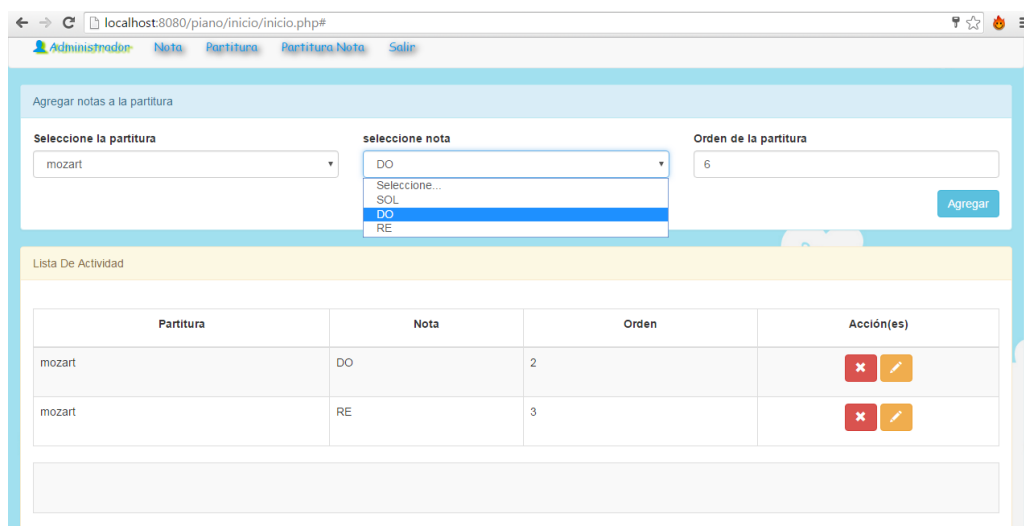 localhost:8080/piano/inicio/inicio.php#
Administrador Nota Partitura Partitura Nota Salir
Agregar notas a la partitura
Seleccione la partitura seleccione nota Orden de la partitura
mozart DO 6
Seleccione...
SOL
DO
RE
Agregar
Lista De Actividad
Partitura Nota Orden Acción(es)
mozart DO 2
mozart RE 3